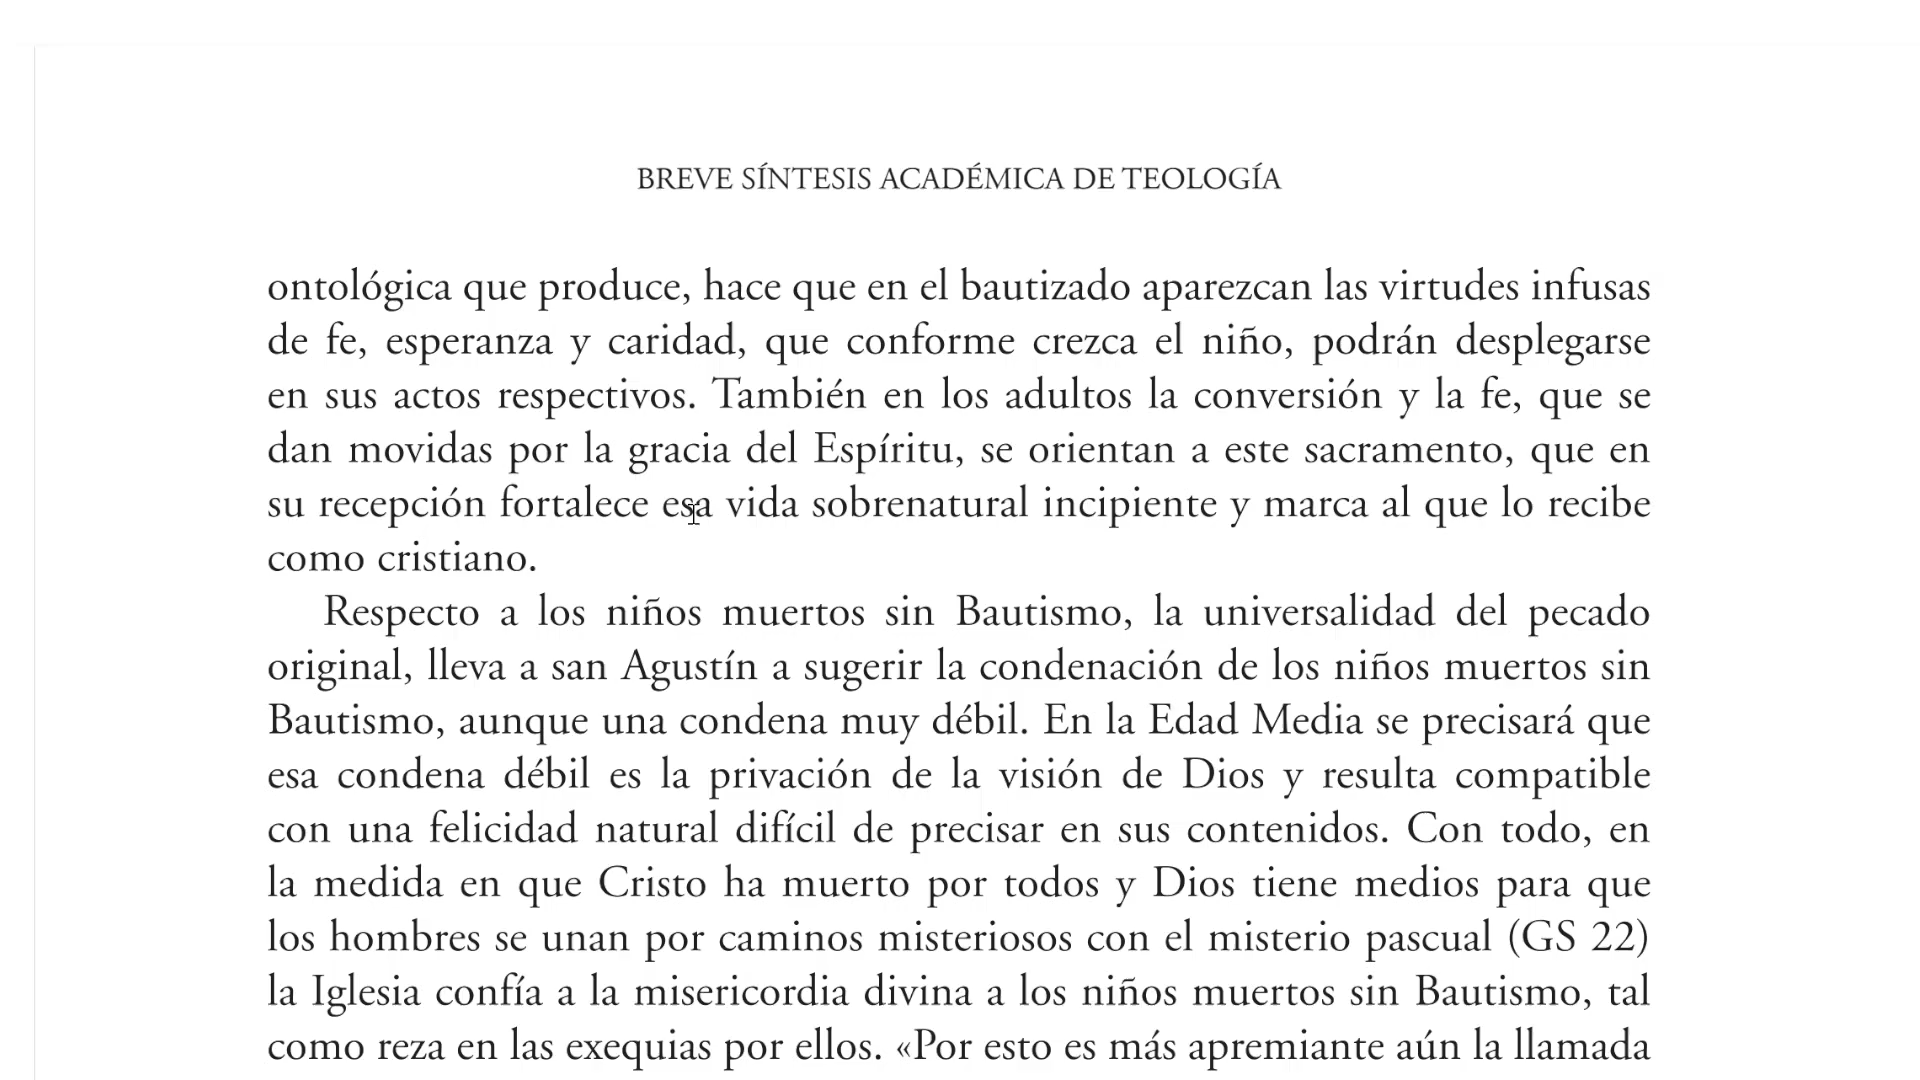 BREVE SÍNTESIS ACADÉMICA DE TEOLOGÍA
ontológica que produce, hace que en el bautizado aparezcan las virtudes infusas
de fe, esperanza y caridad, que conforme crezca el niño, podrán desplegarse
en sus actos respectivos. También en los adultos la conversión y la fe, que se
dan movidas por la gracia del Espíritu, se orientan a este sacramento, que en
su recepción fortalece esa vida sobrenatural incipiente y marca al que lo recibe
como cristiano.
Respecto a los niños muertos sin Bautismo, la universalidad del pecado
original, lleva a san Agustín a sugerir la condenación de los niños muertos sin
Bautismo, aunque una condena muy débil. En la Edad Media se precisará que
esa condena débil es la privación de la visión de Dios y resulta compatible
con una felicidad natural difícil de precisar en sus contenidos. Con todo, en
la medida en que Cristo ha muerto por todos y Dios tiene medios para que
los hombres se unan por caminos misteriosos con el misterio pascual (GS 22)
la Iglesia confía a la misericordia divina a los niños muertos sin Bautismo, tal
como reza en las exequias por ellos. «Por esto es más apremiante aún la llamada